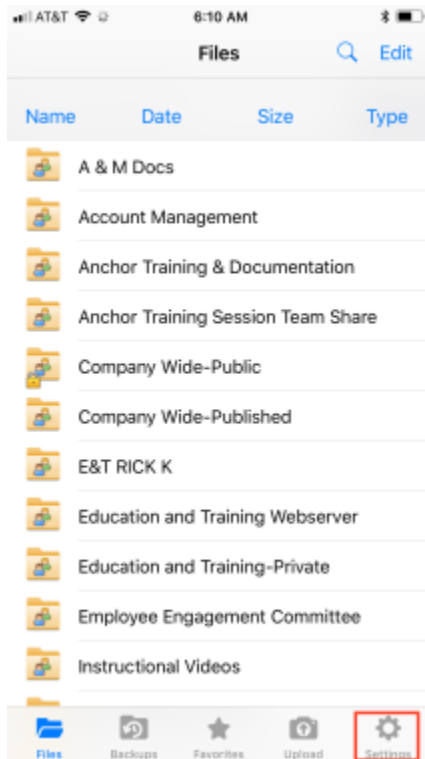 AT&T 6:10 AM
Files Edit
Name Date Size Type
A & M Docs
Account Management
Anchor Training & Documentation
Anchor Training Session Team Share
Company Wide-Public
Company Wide-Published
E&T RICK K
Education and Training Webserver
Education and Training-Private
Employee Engagement Committee
Instructional Videos
Files Backups Favorites Upload Settings